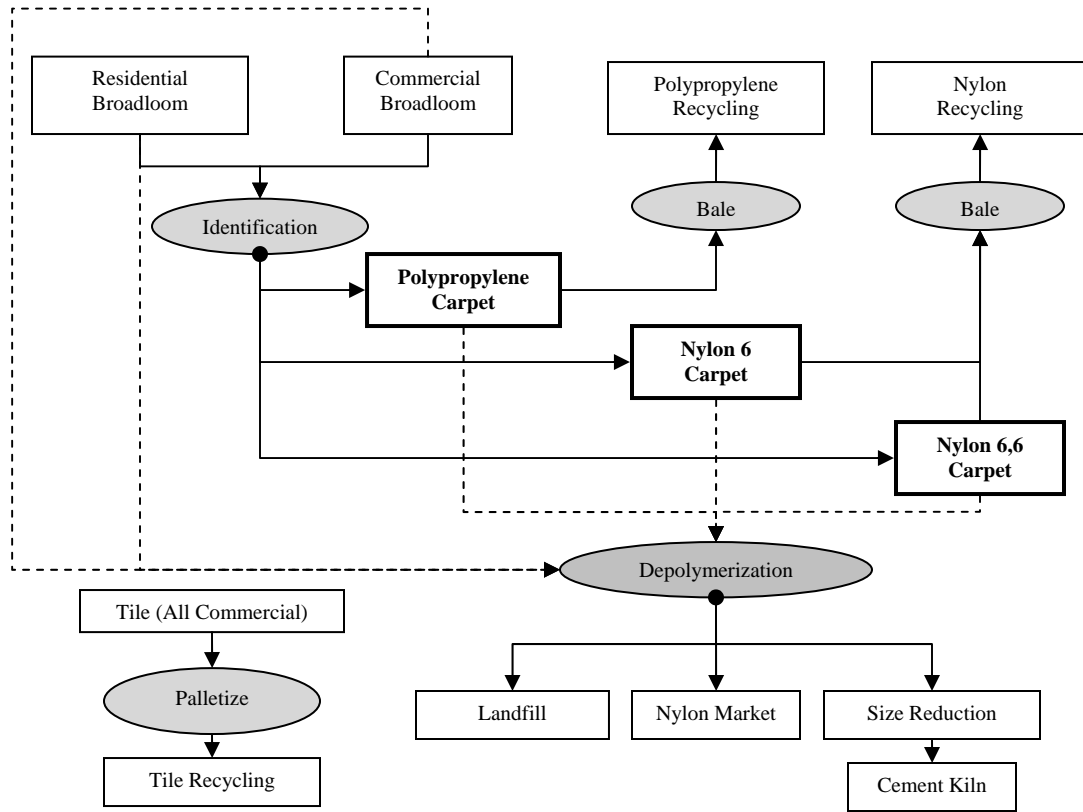 Residential
Broadloom
Commercial
Broadloom
Polypropylene
Recycling
Nylon
Recycling
Identification
Bale
Bale
Polypropylene
Carpet
Nylon 6
Carpet
Nylon 6,6
Carpet
Depolymerization
Tile (All Commercial)
Palletize
Tile Recycling
Landfill
Nylon Market
Size Reduction
Cement Kiln